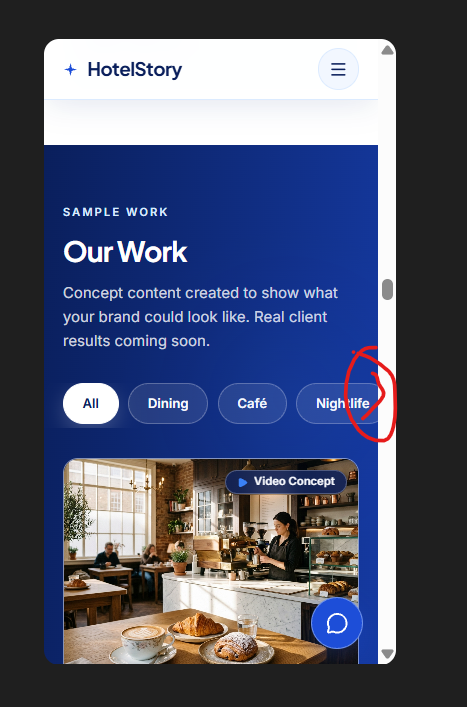 HotelStory
SAMPLE WORK
Our Work
Concept content created to show what
your brand could look like. Real client
results coming soon.
All Dining Café Nightlife
Video Concept